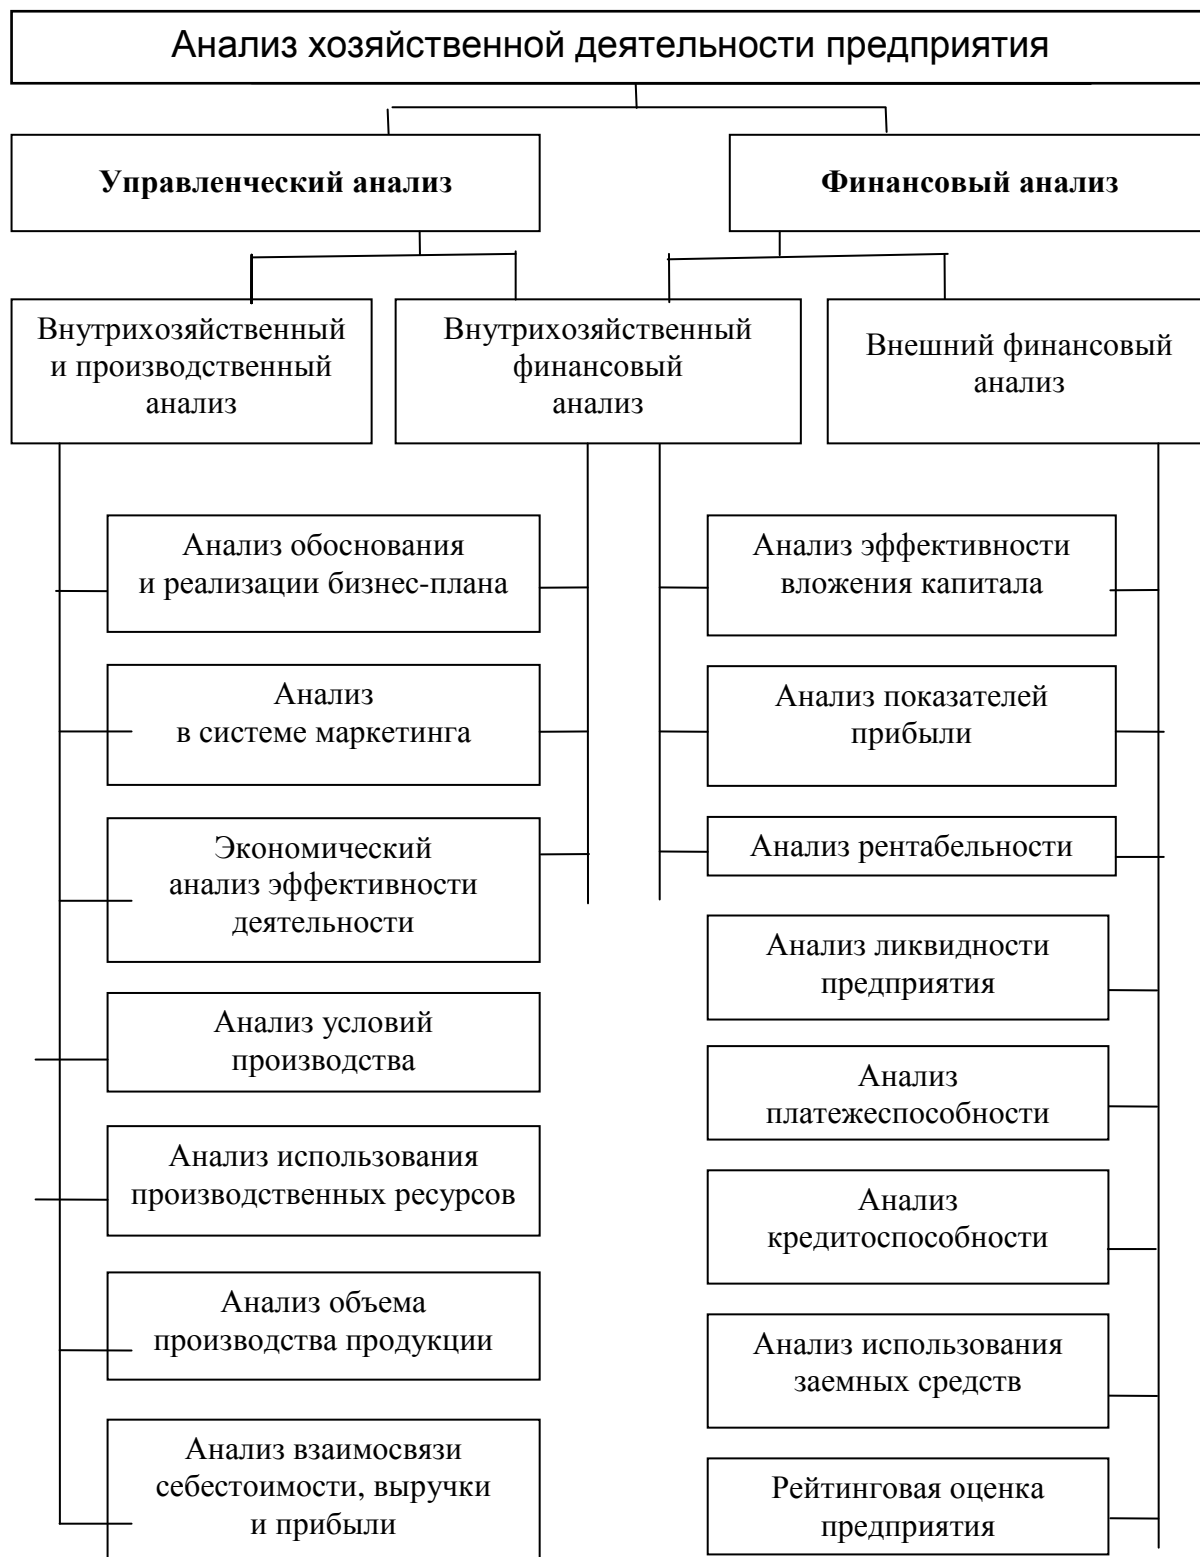 Анализ хозяйственной деятельности предприятия
Управленческий анализ
Финансовый анализ
Внутрихозяйственный
и производственный
анализ
Внутрихозяйственный
финансовый
анализ
Внешний финансовый
анализ
Анализ обоснования
и реализации бизнес-плана
Анализ
в системе маркетинга
Экономический
анализ эффективности
деятельности
Анализ условий
производства
Анализ использования
производственных ресурсов
Анализ объема
производства продукции
Анализ взаимосвязи
себестоимости, выручки
и прибыли
Анализ эффективности
вложения капитала
Анализ показателей
прибыли
Анализ рентабельности
Анализ ликвидности
предприятия
Анализ
платежеспособности
Анализ
кредитоспособности
Анализ использования
заемных средств
Рейтинговая оценка
предприятия